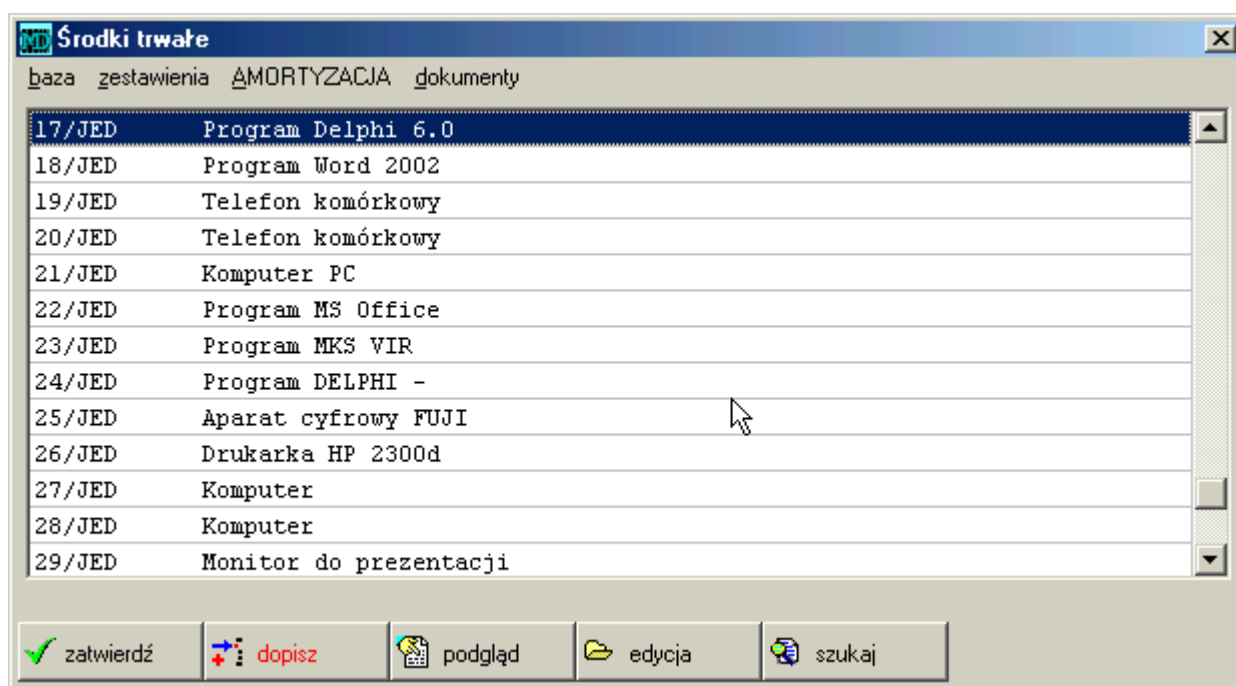 MD Środki trwałe
baza zestawienia AMORTYZACJA dokumenty
17/JED Program Delphi 6.0
18/JED Program Word 2002
19/JED Telefon komórkowy
20/JED Telefon komórkowy
21/JED Komputer PC
22/JED Program MS Office
23/JED Program MKS VIR
24/JED Program DELPHI -
25/JED Aparat cyfrowy FUJI
26/JED Drukarka HP 2300d
27/JED Komputer
28/JED Komputer
29/JED Monitor do prezentacji
zatwierdź dopisz podgląd edycja szukaj